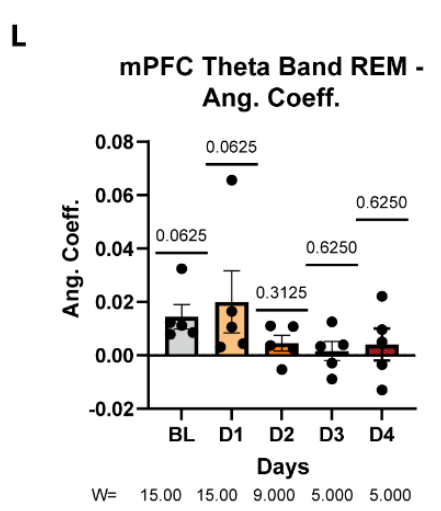 L
mPFC Theta Band REM -
Ang. Coeff.
0.08
0.06
0.04
0.02
0.00
-0.02
Ang. Coeff.
0.0625
0.0625
0.3125
0.6250
0.6250
BL D1 D2 D3 D4
Days
W= 15.00 15.00 9.000 5.000 5.000